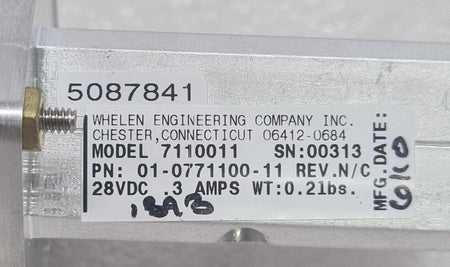 5087841
WHELEN ENGINEERING COMPANY INC.
CHESTER, CONNECTICUT 06412-0684
MODEL 7110011 SN:00313
PN: 01-0771100-11 REV.N/C
28VDC .3 AMPS WT:0.2lbs.
MFG.DATE: